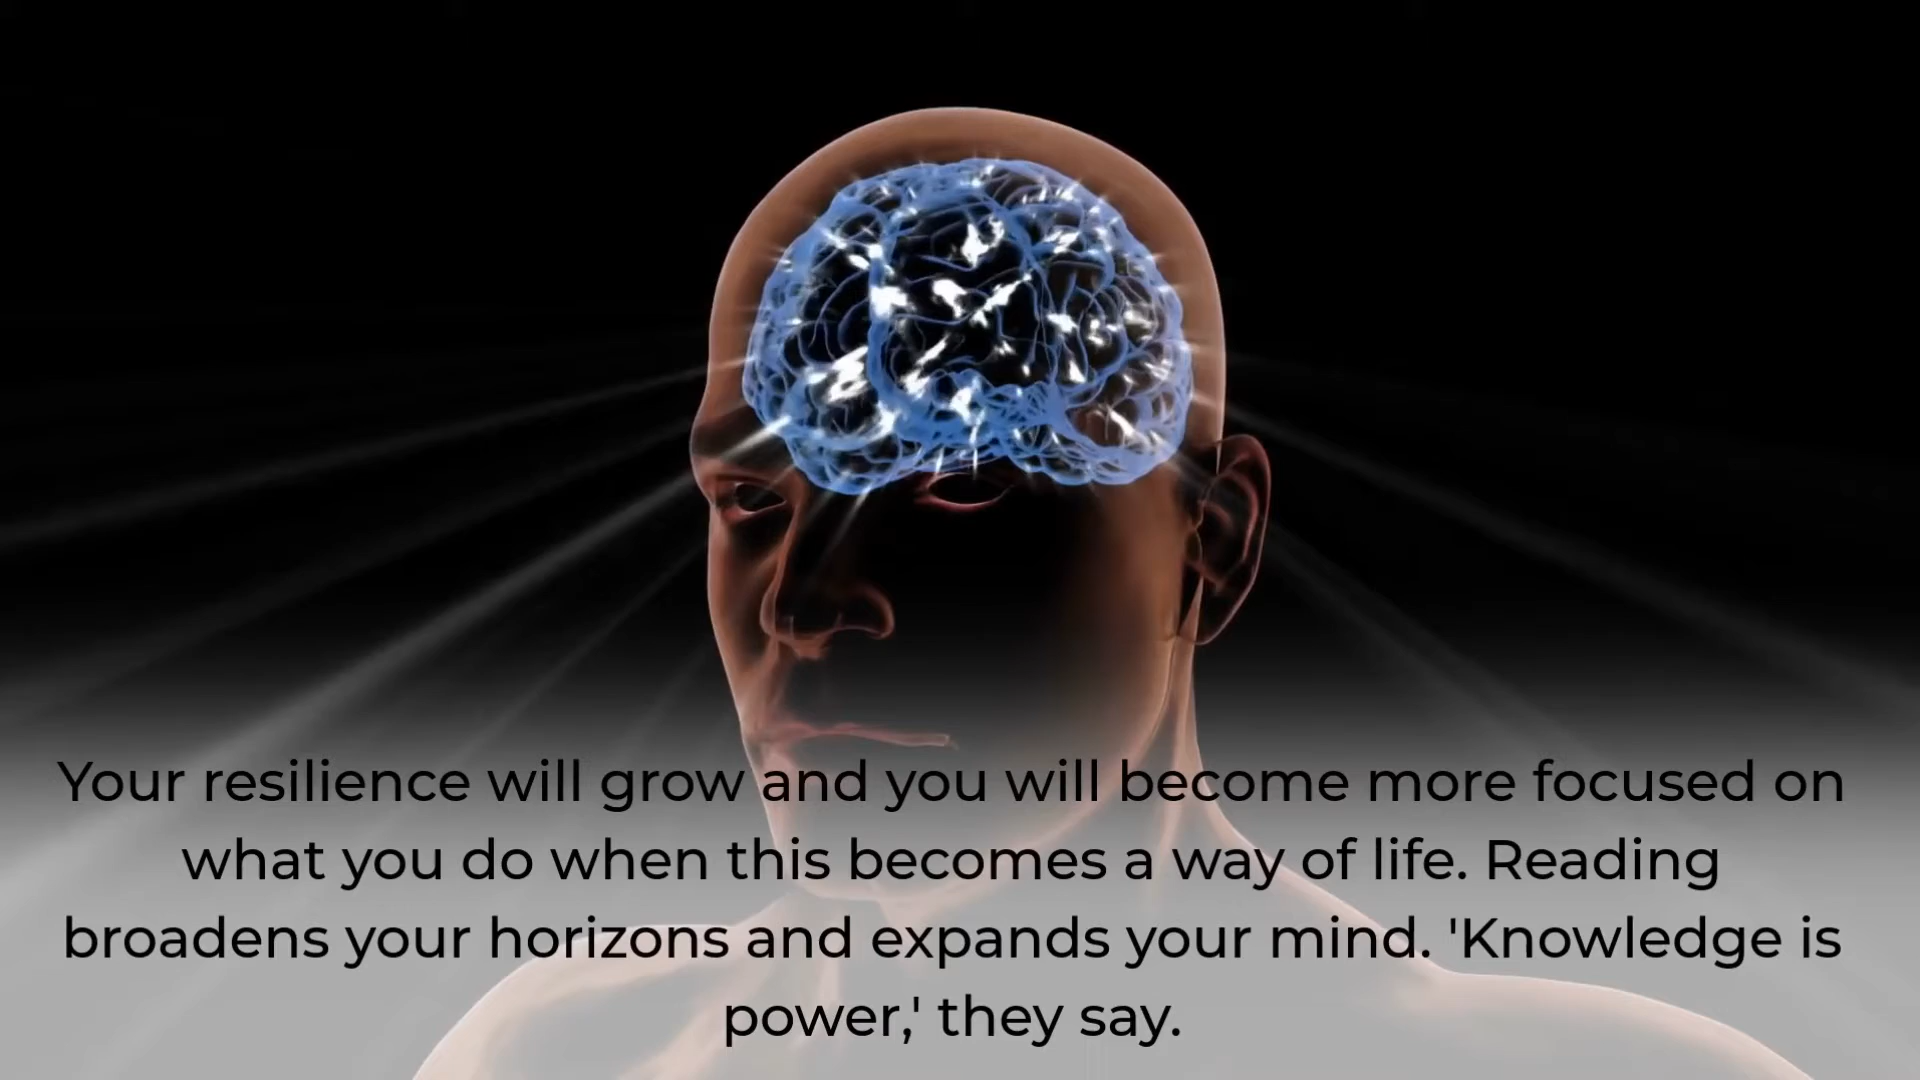 Your resilience will grow and you will become more focused on
what you do when this becomes a way of life. Reading
broadens your horizons and expands your mind. 'Knowledge is
power,' they say.